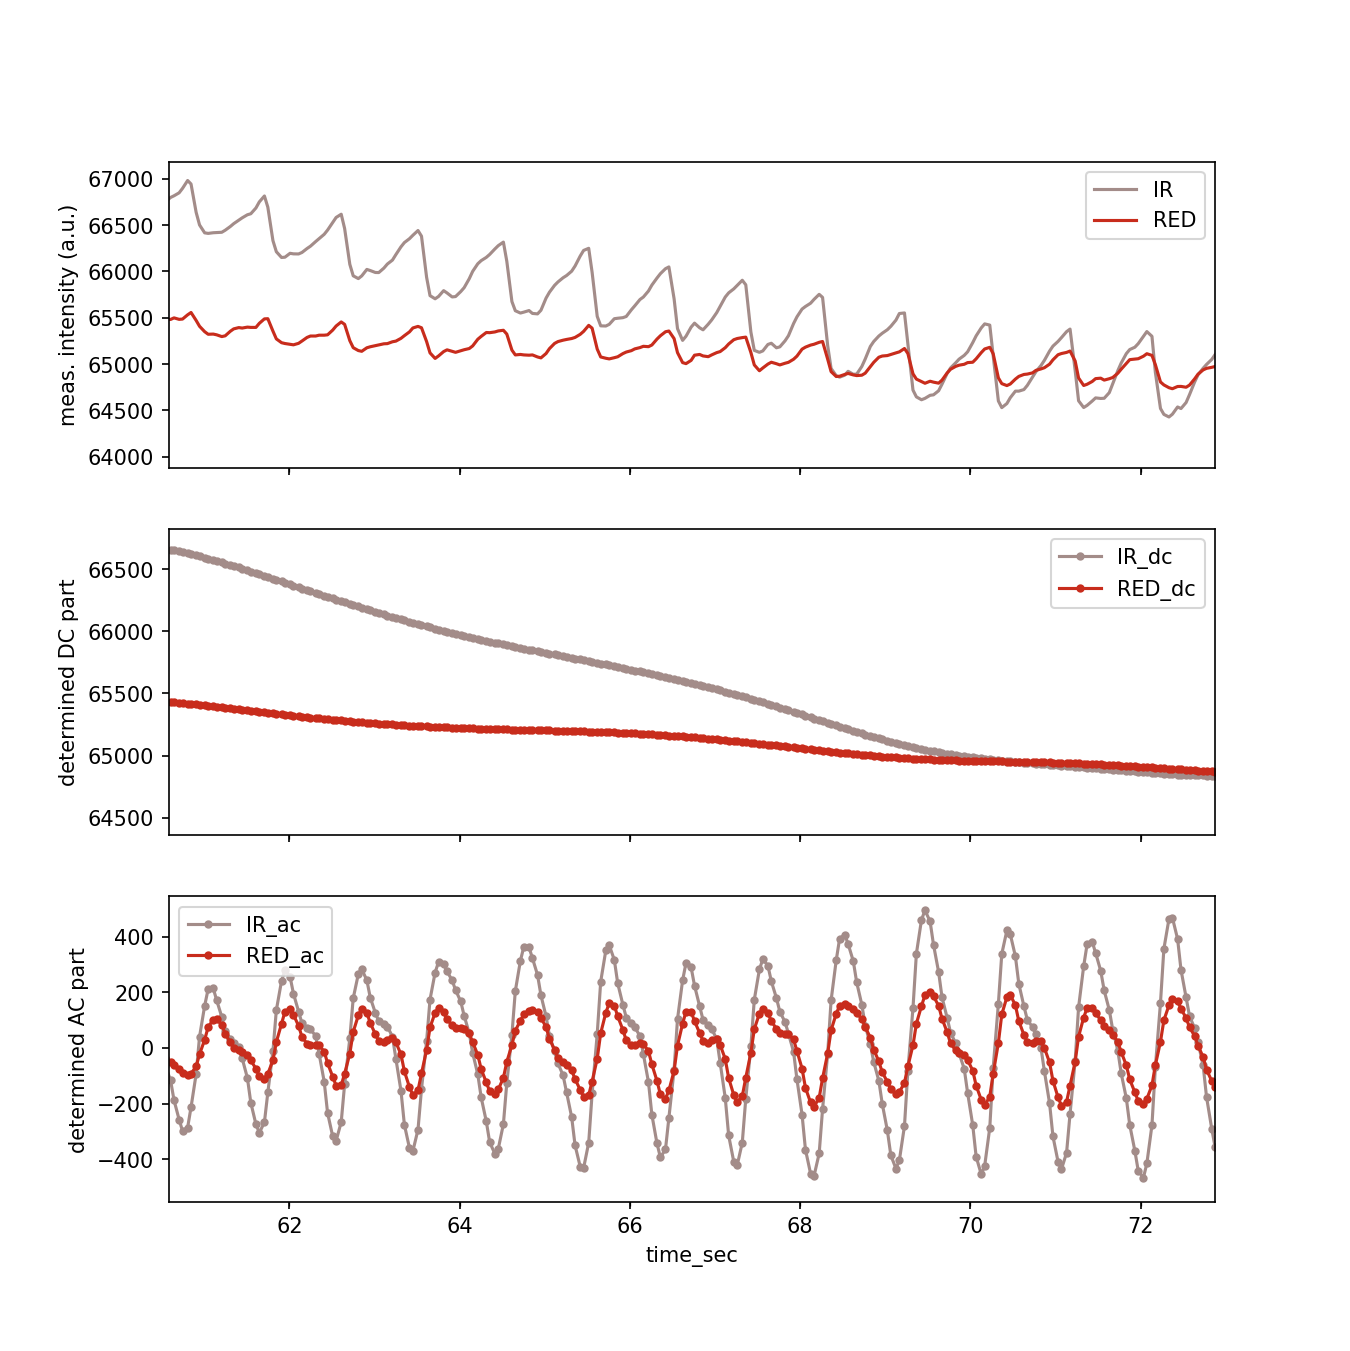 67000
66500
66000
65500
65000
64500
64000
meas. intensity (a.u.)
IR
RED
66500
66000
65500
65000
64500
determined DC part
IR_dc
RED_dc
400
200
0
−200
−400
determined AC part
IR_ac
RED_ac
62 64 66 68 70 72
time_sec